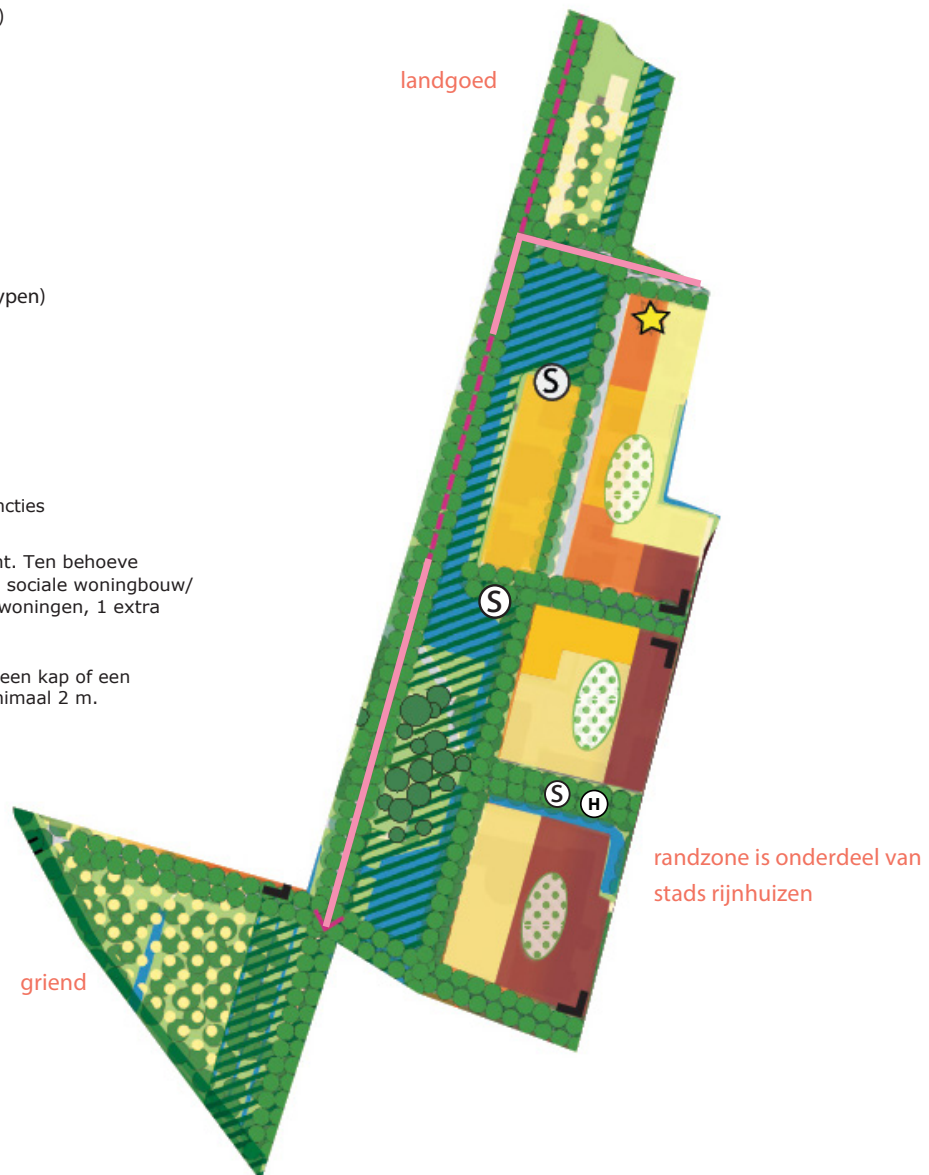 )
landgoed
ypen)
S
ncties
nt. Ten behoeve
sociale woningbouw/
woningen, 1 extra
S
een kap of een
nimaal 2 m.
S
H
randzone is onderdeel van
stads rijnhuizen
griend